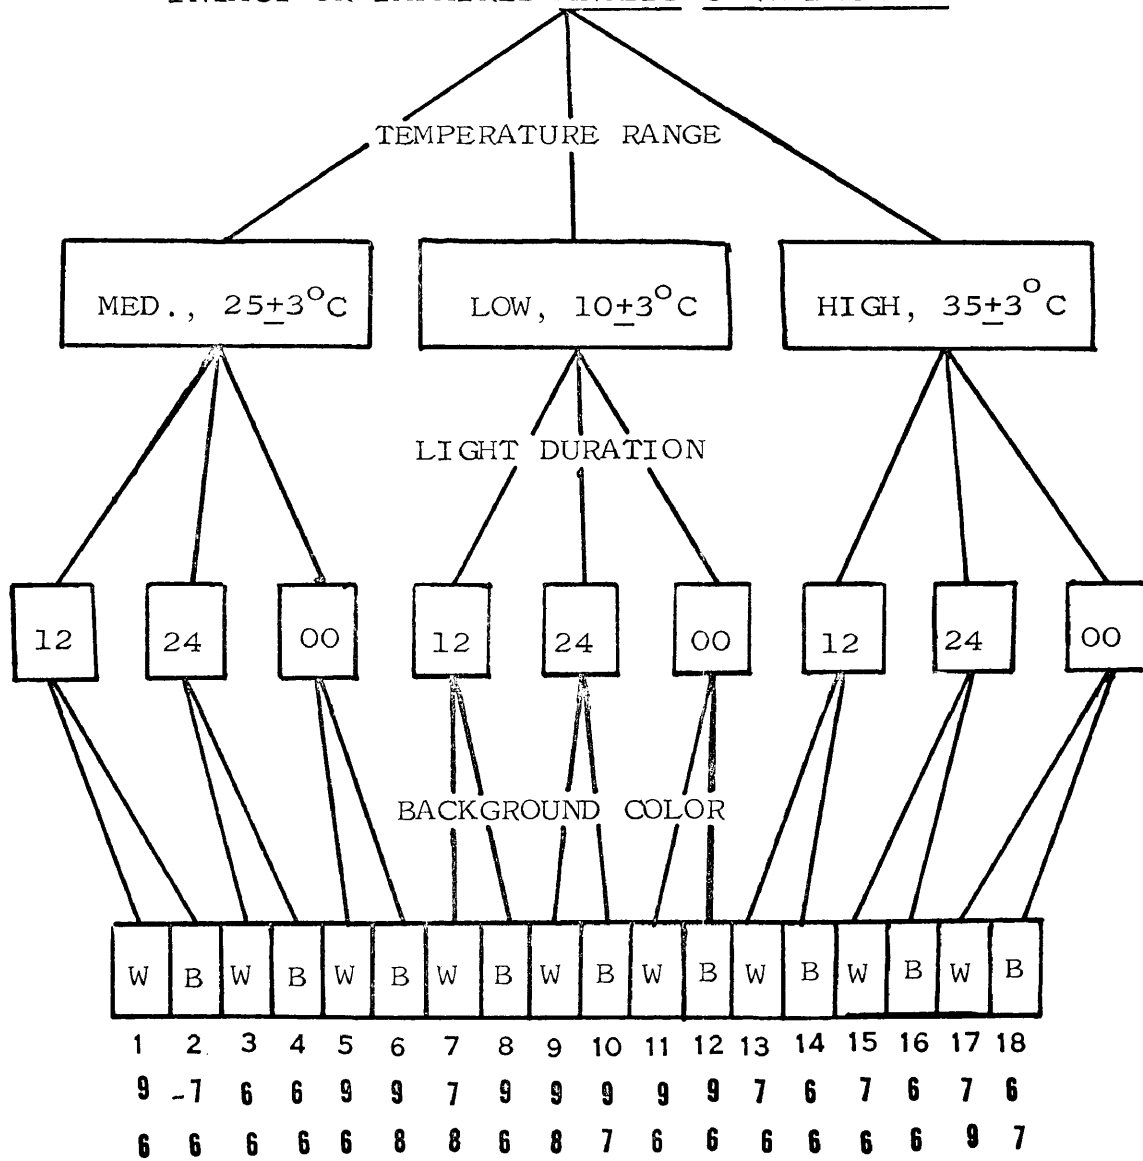 TEMPERATURE RANGE
MED., 25±3°C LOW, 10±3°C HIGH, 35±3°C
LIGHT DURATION
12 24 00 12 24 00 12 24 00
BACKGROUND COLOR
W B W B W B W B W B W B W B W B W B
1 2 3 4 5 6 7 8 9 10 11 12 13 14 15 16 17 18
9 -7 6 6 9 9 7 9 9 9 9 9 7 6 7 6 7 6
6 6 6 6 6 8 8 6 8 7 6 6 6 6 6 6 9 7